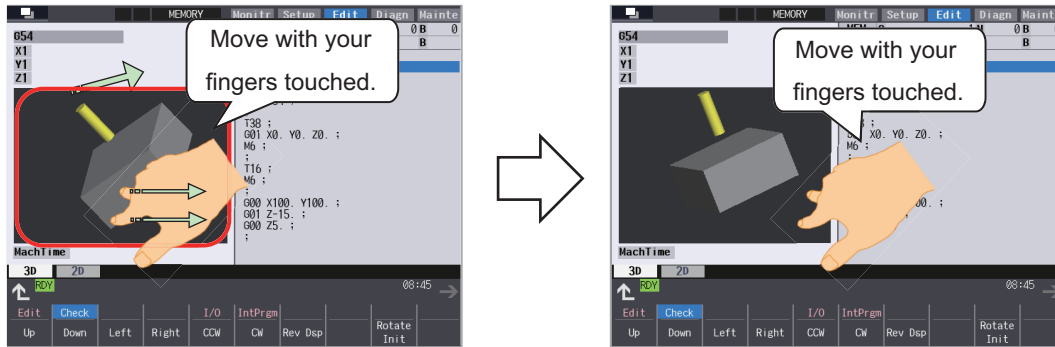 MEMORY Monitr Setup Edit Diagn Mainte
0 B 0
G54
B
X1
Y1
Z1
Move with your
fingers touched.
T38 ;
G01 X0. Y0. Z0. ;
M6 ;
;
T16 ;
M6 ;
;
G00 X100. Y100. ;
G01 Z-15. ;
G00 Z5. ;
;
MachTime
3D 2D
RDY
08:45
Edit Check I/O IntPrgm
Up Down Left Right CCW CW Rev Dsp Rotate
Init
MEMORY Monitr Setup Edit Diagn Maint
0 B
G54
B
X1
Y1
Z1
Move with your
fingers touched.
X0. Y0. Z0. ;
M6 ;
MachTime
3D 2D
RDY
08:45
Edit Check I/O IntPrgm
Up Down Left Right CCW CW Rev Dsp Rotate
Init